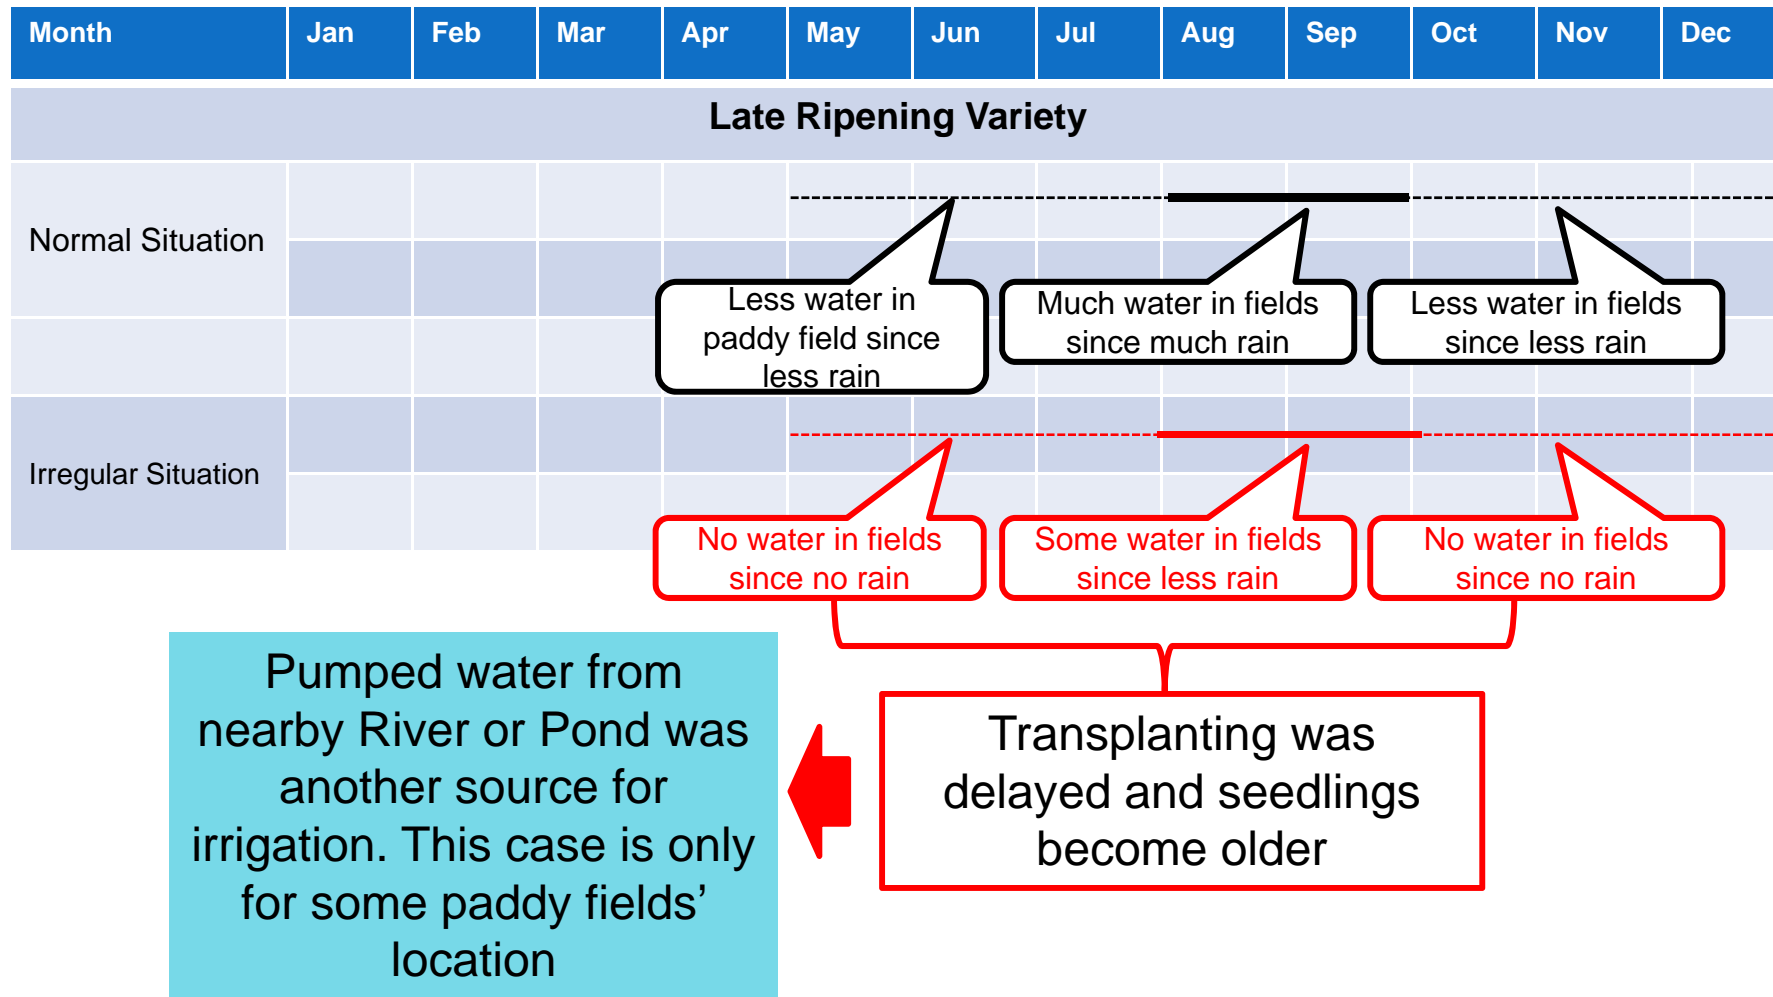 Month Jan Feb Mar Apr May Jun Jul Aug Sep Oct Nov Dec
Late Ripening Variety
Normal Situation
Less water in
paddy field since
less rain
Much water in fields
since much rain
Less water in fields
since less rain
Irregular Situation
No water in fields
since no rain
Some water in fields
since less rain
No water in fields
since no rain
Pumped water from
nearby River or Pond was
another source for
irrigation. This case is only
for some paddy fields’
location
Transplanting was
delayed and seedlings
become older